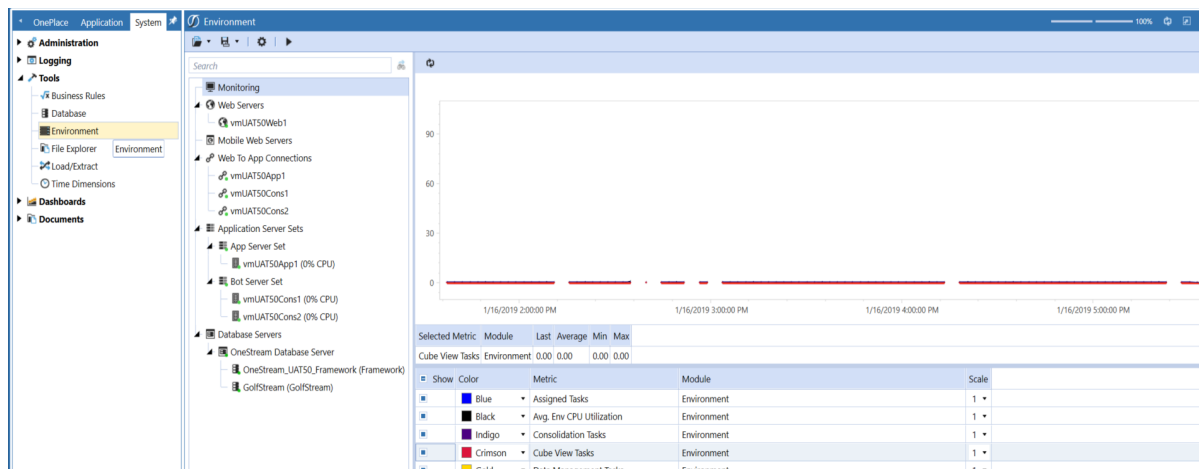 OnePlace Application System
Administration
Logging
Tools
Business Rules
Database
Environment
File Explorer
Environment
Load/Extract
Time Dimensions
Dashboards
Documents
Environment
100%
Search
Monitoring
Web Servers
vmUAT50Web1
Mobile Web Servers
Web To App Connections
vmUAT50App1
vmUAT50Cons1
vmUAT50Cons2
Application Server Sets
App Server Set
vmUAT50App1 (0% CPU)
Bot Server Set
vmUAT50Cons1 (0% CPU)
vmUAT50Cons2 (0% CPU)
Database Servers
OneStream Database Server
OneStream_UAT50_Framework (Framework)
GolfStream (GolfStream)
90
60
30
0
1/16/2019 2:00:00 PM 1/16/2019 3:00:00 PM 1/16/2019 4:00:00 PM 1/16/2019 5:00:00 PM
Selected Metric Module Last Average Min Max
Cube View Tasks Environment 0.00 0.00 0.00 0.00
Show Color Metric Module Scale
Blue Assigned Tasks Environment 1
Black Avg. Env CPU Utilization Environment 1
Indigo Consolidation Tasks Environment 1
Crimson Cube View Tasks Environment 1